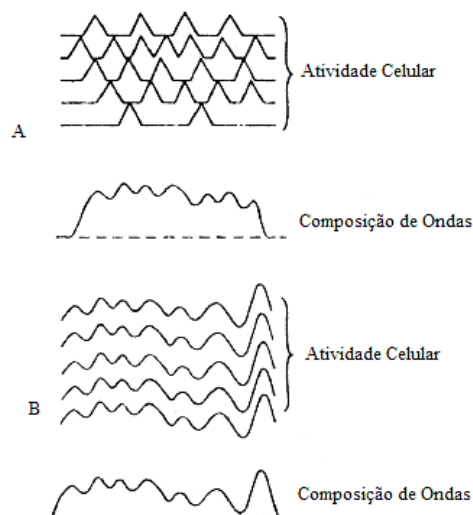 Atividade Celular
A
Composição de Ondas
Atividade Celular
B
Composição de Ondas